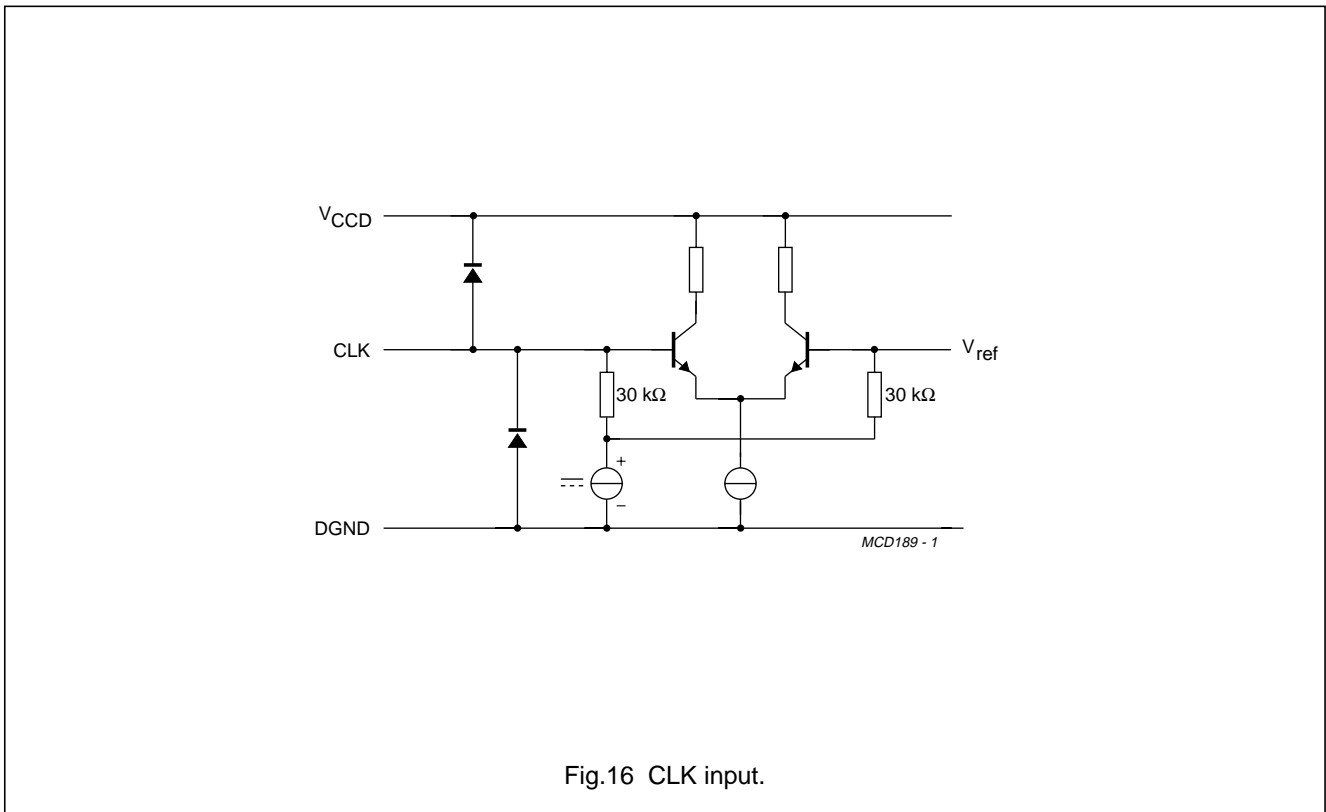 VCCD
CLK
Vref
30 kΩ
30 kΩ
+
−
DGND
MCD189 - 1
Fig.16 CLK input.